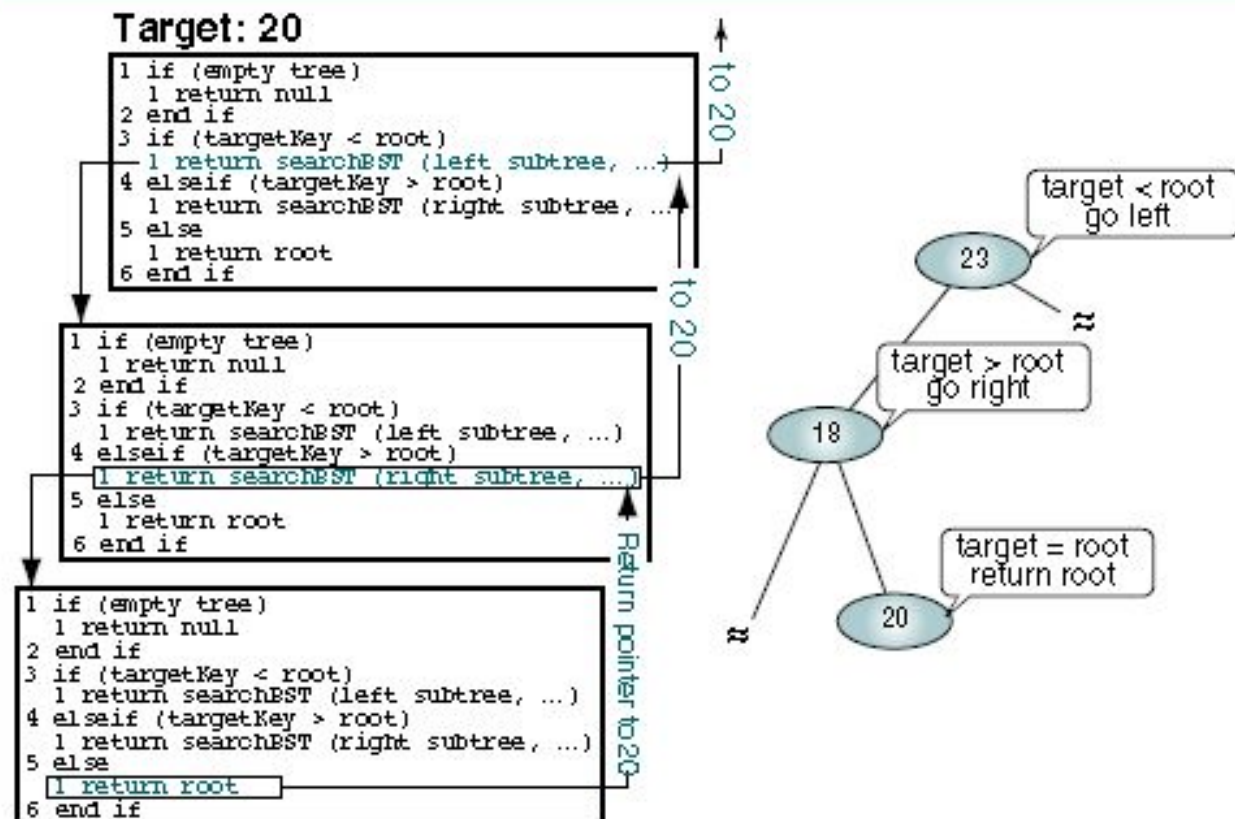 Target: 20
1 if (empty tree)
1 return null
2 end if
3 if (targetKey < root)
1 return searchBST (left subtree, ...)
4 elseif (targetKey > root)
1 return searchBST (right subtree, ...
5 else
1 return root
6 end if
to 20
1 if (empty tree)
1 return null
2 end if
3 if (targetKey < root)
1 return searchBST (left subtree, ...)
4 elseif (targetKey > root)
1 return searchBST (right subtree, ...)
5 else
1 return root
6 end if
to 20
1 if (empty tree)
1 return null
2 end if
3 if (targetKey < root)
1 return searchBST (left subtree, ...)
4 elseif (targetKey > root)
1 return searchBST (right subtree, ...)
5 else
1 return root
6 end if
Return pointer to 20
target < root
go left
23
target > root
go right
18
target = root
return root
20